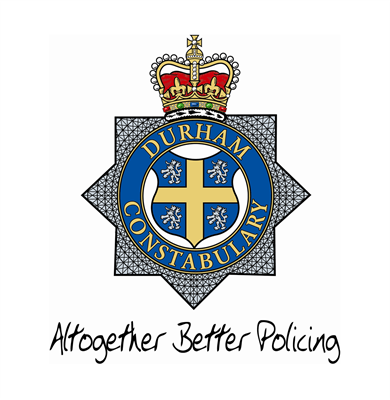 DURHAM
CONSTABULARY
Altogether Better Policing